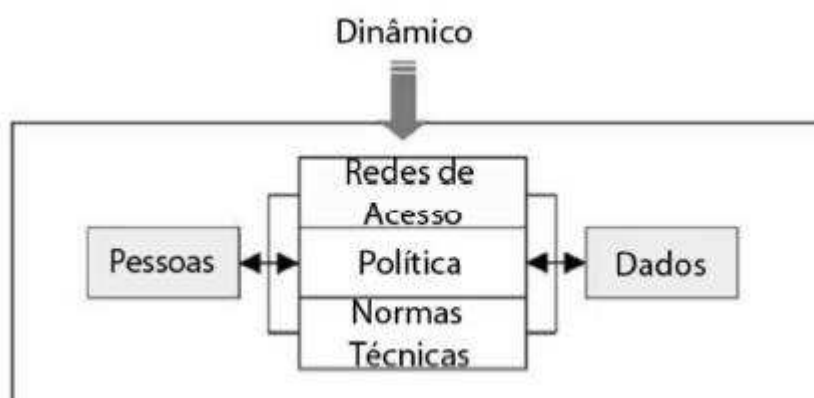 Dinâmico
Redes de
Acesso
Pessoas
Política
Dados
Normas
Técnicas